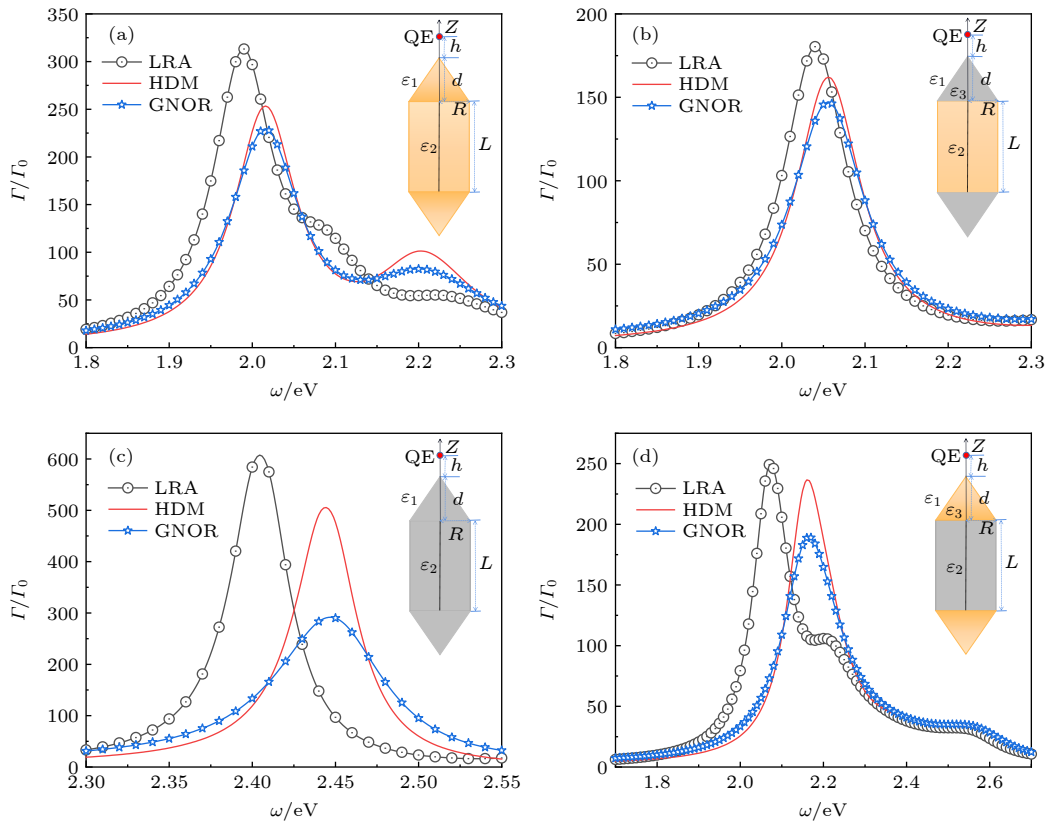 (a)
LRA
HDM
GNOR
Z
QE
h
ε₁
d
R
ε₂
L
350
300
250
200
150
100
50
0
Γ/Γ₀
1.8
1.9
2.0
2.1
2.2
2.3
ω/eV
(b)
LRA
HDM
GNOR
Z
QE
h
ε₁
d
ε₃
R
ε₂
L
200
150
100
50
0
Γ/Γ₀
1.8
1.9
2.0
2.1
2.2
2.3
ω/eV
(c)
LRA
HDM
GNOR
Z
QE
h
ε₁
d
R
ε₂
L
600
500
400
300
200
100
0
Γ/Γ₀
2.30
2.35
2.40
2.45
2.50
2.55
ω/eV
(d)
LRA
HDM
GNOR
Z
QE
h
ε₁
d
ε₃
R
ε₂
L
250
200
150
100
50
0
Γ/Γ₀
1.8
2.0
2.2
2.4
2.6
ω/eV